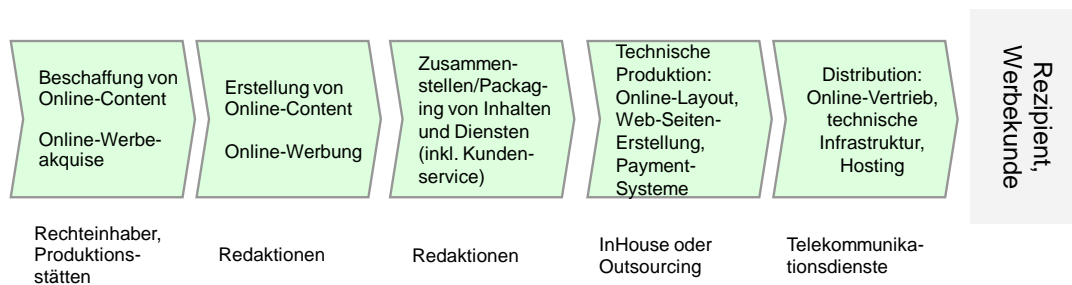 Beschaffung von
Online-Content
Online-Werbe-
akquise
Erstellung von
Online-Content
Online-Werbung
Zusammen-
stellen/Packag-
ing von Inhalten
und Diensten
(inkl. Kunden-
service)
Technische
Produktion:
Online-Layout,
Web-Seiten-
Erstellung,
Payment-
Systeme
Distribution:
Online-Vertrieb,
technische
Infrastruktur,
Hosting
Rezipient,
Werbekunde
Rechteinhaber,
Produktions-
stätten
Redaktionen
Redaktionen
InHouse oder
Outsourcing
Telekommunika-
tionsdienste